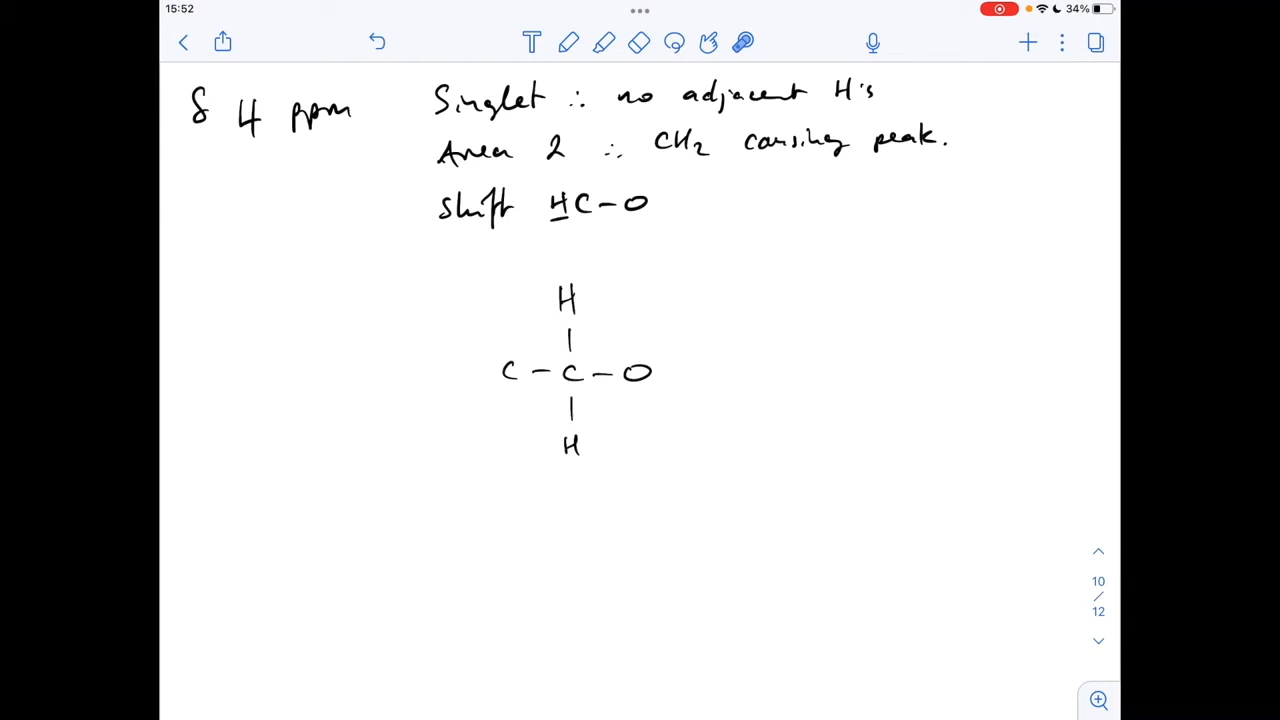 15:52
34%
δ 4 ppm
Singlet ∴ no adjacent H's
Area 2 ∴ CH₂ causing peak.
Shift HC-O
H
|
C - C - O
|
H
10
/
12